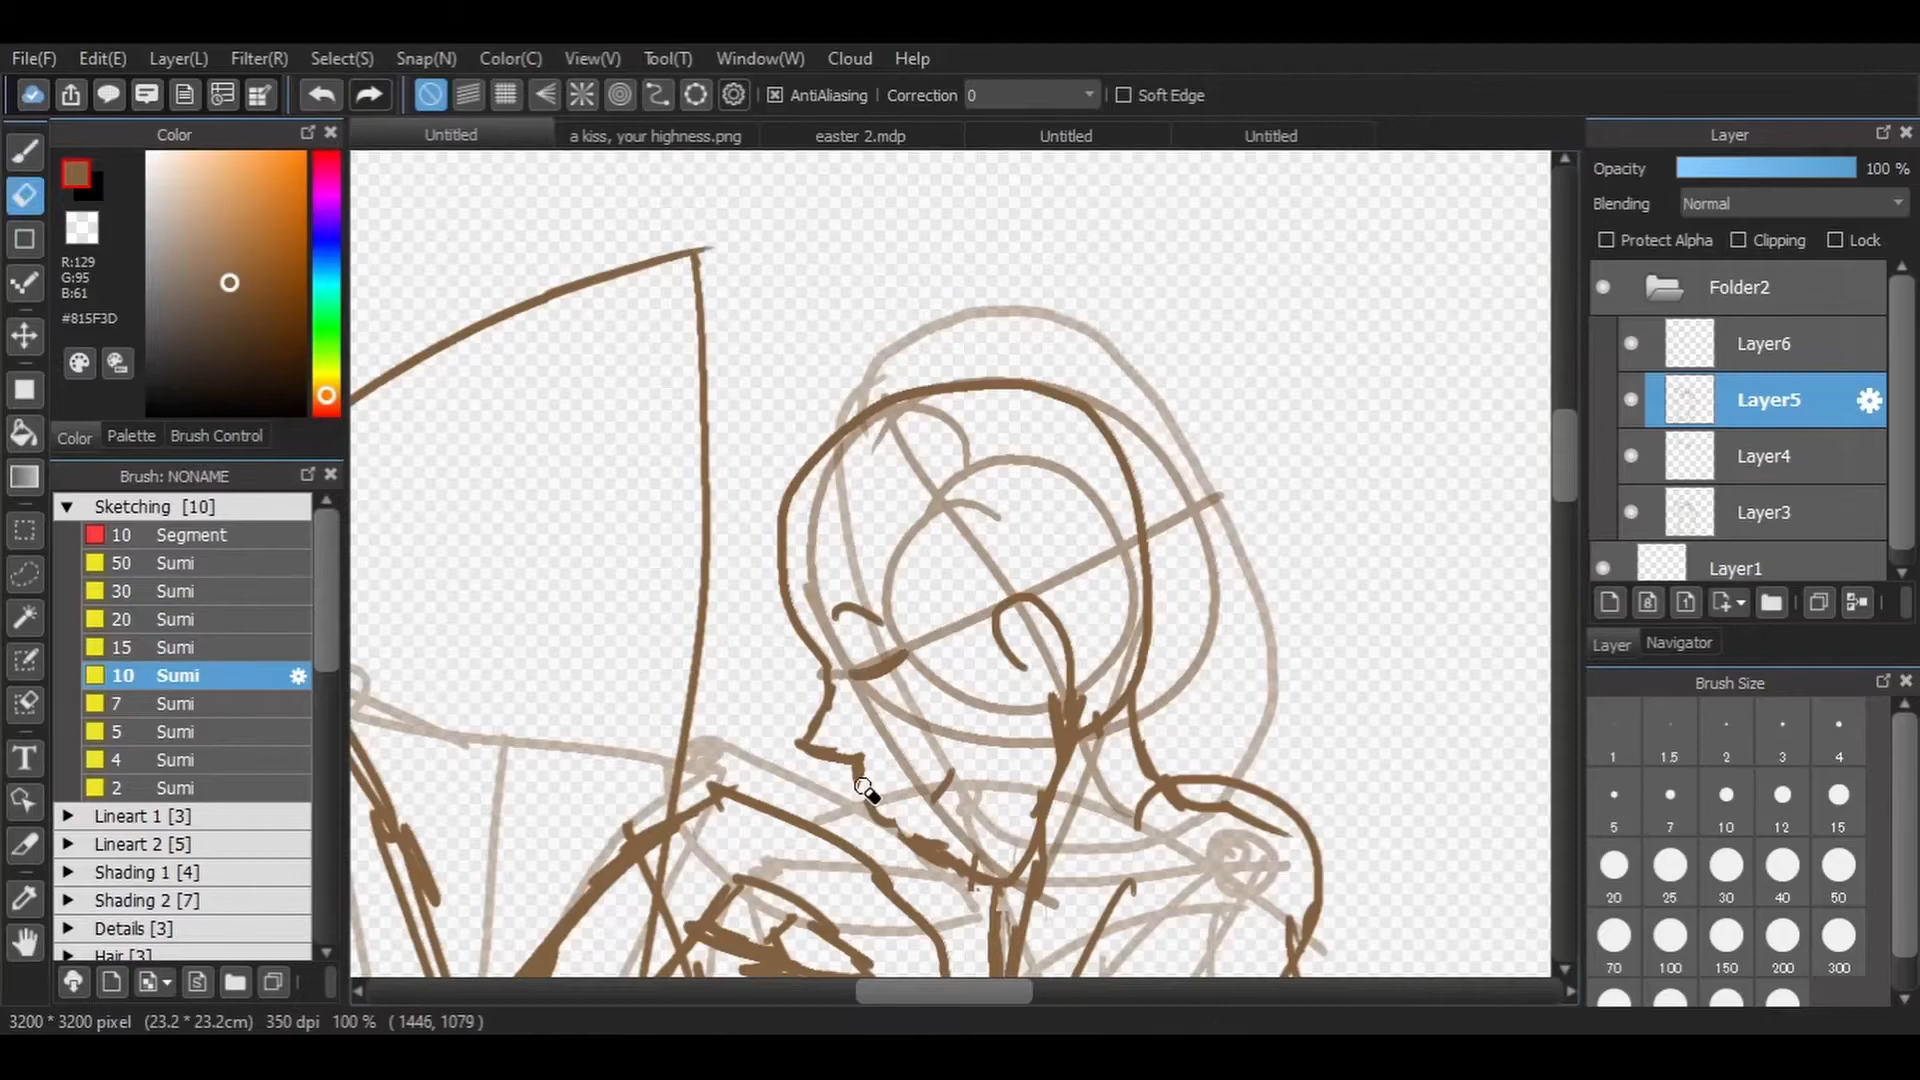 File(F) Edit(E) Layer(L) Filter(R) Select(S) Snap(N) Color(C) View(V) Tool(T) Window(W) Cloud Help
AntiAliasing Correction 0 Soft Edge
Color
R:129
G:95
B:61
#815F3D
Color Palette Brush Control
Brush: NONAME
Sketching [10]
10 Segment
50 Sumi
30 Sumi
20 Sumi
15 Sumi
10 Sumi
7 Sumi
5 Sumi
4 Sumi
2 Sumi
Lineart 1 [3]
Lineart 2 [5]
Shading 1 [4]
Shading 2 [7]
Details [3]
Hair [3]
Untitled a kiss, your highness.png easter 2.mdp Untitled Untitled
Layer
Opacity 100 %
Blending Normal
Protect Alpha Clipping Lock
Folder2
Layer6
Layer5
Layer4
Layer3
Layer1
8 1
Layer Navigator
Brush Size
1 1.5 2 3 4
5 7 10 12 15
20 25 30 40 50
70 100 150 200 300
3200 * 3200 pixel (23.2 * 23.2cm) 350 dpi 100 % ( 1446, 1079 )